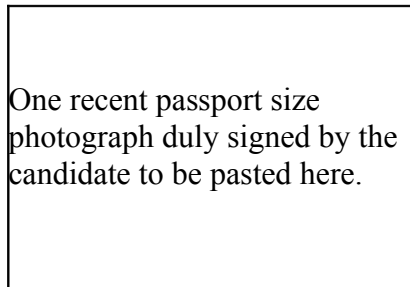 One recent passport size
photograph duly signed by the
candidate to be pasted here.